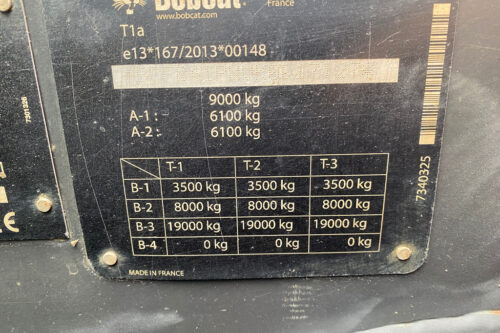 Bobcat
France
www.bobcat.com
T1a
e13*167/2013*00148
9000 kg
A-1 : - 6100 kg
A-2 : - 6100 kg
T-1 T-2 T-3
B-1 3500 kg 3500 kg 3500 kg
B-2 8000 kg 8000 kg 8000 kg
B-3 19000 kg 19000 kg 19000 kg
B-4 0 kg 0 kg 0 kg
MADE IN FRANCE
7340325
CE